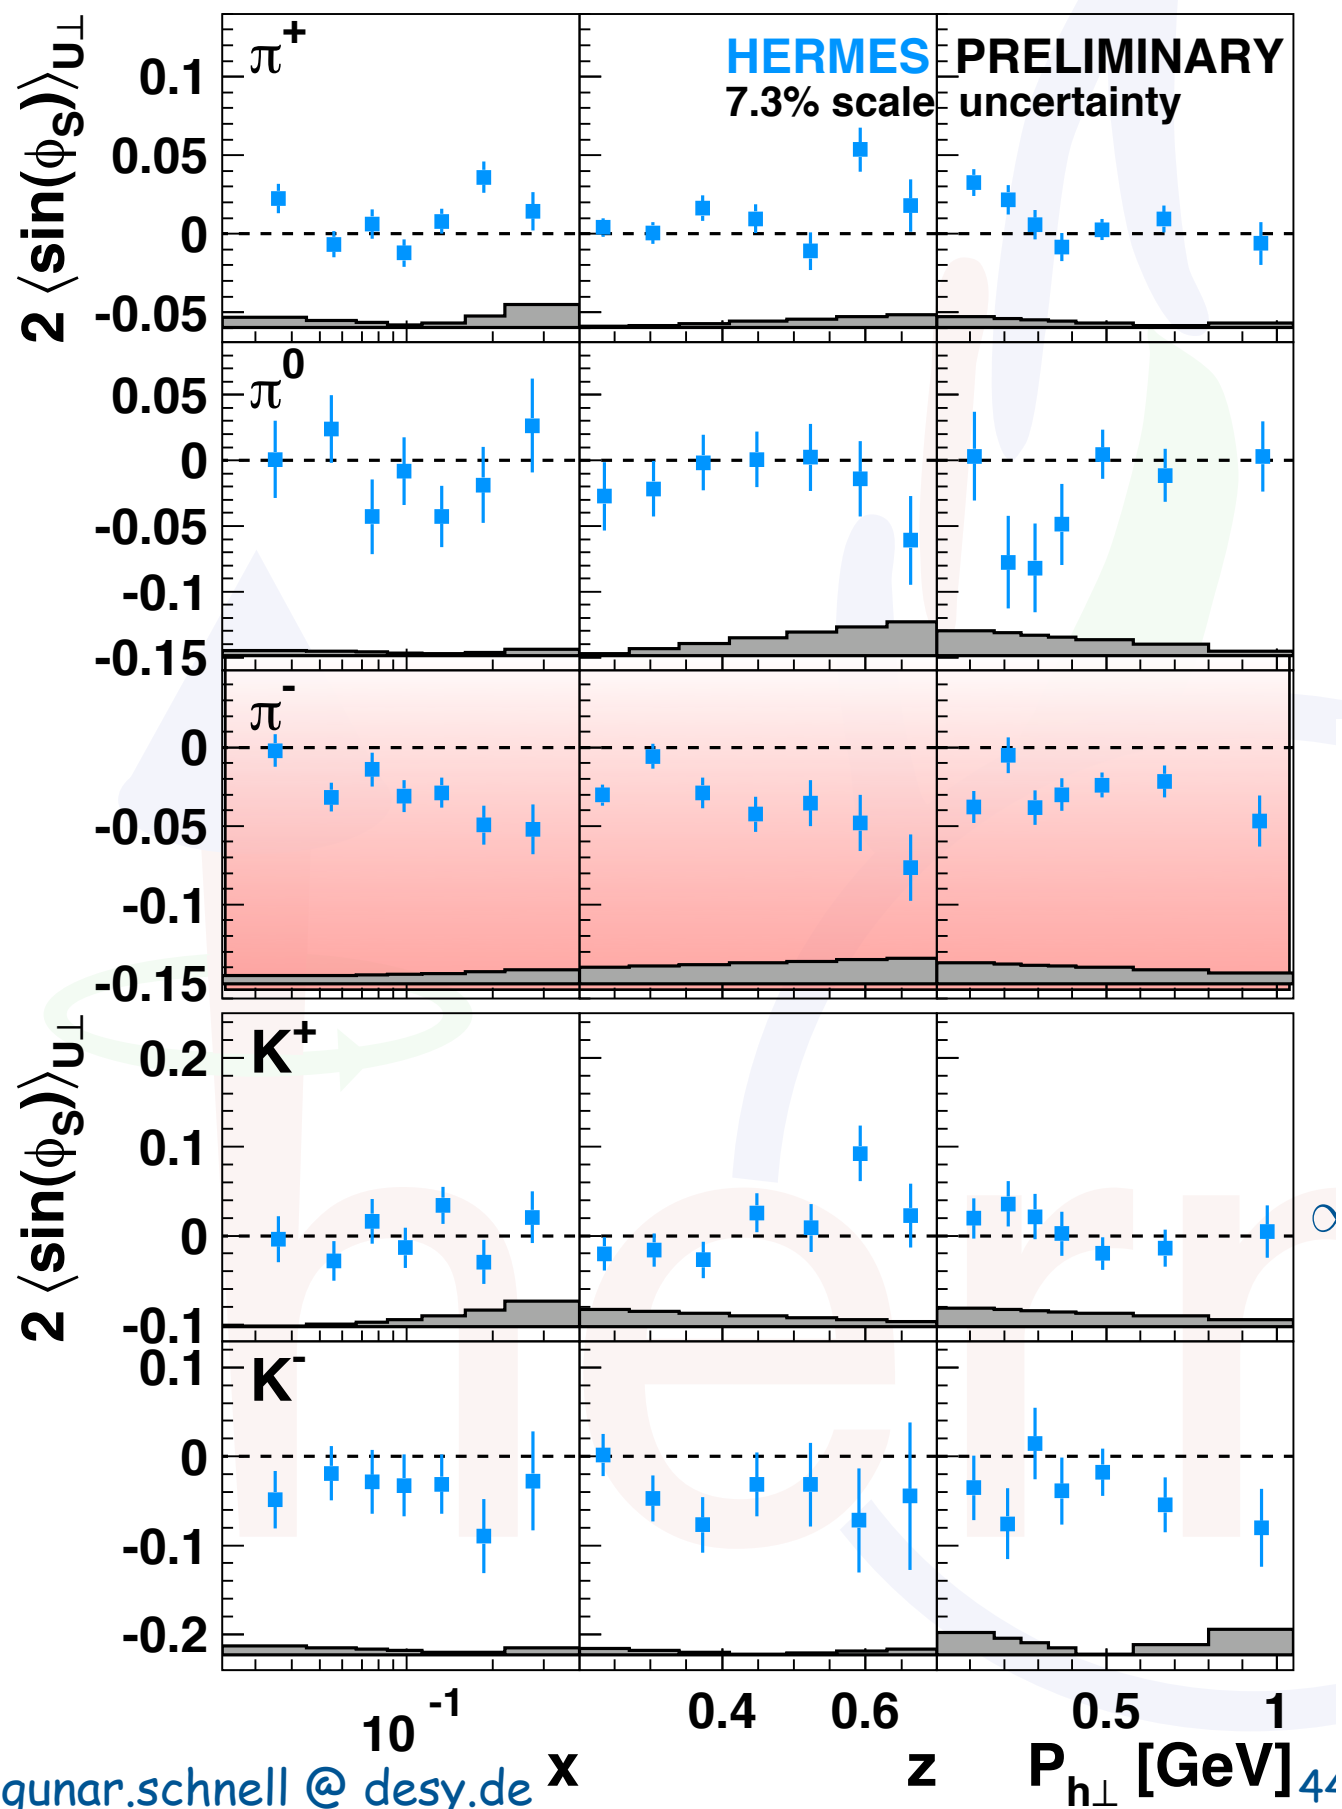 2 ⟨sin(ϕS)⟩U⊥
π+
HERMES PRELIMINARY
7.3% scale uncertainty
0.1
0.05
0
-0.05
π0
0.05
0
-0.05
-0.1
-0.15
π-
0
-0.05
-0.1
-0.15
2 ⟨sin(ϕS)⟩U⊥
K+
0.2
0.1
0
-0.1
K-
0.1
0
-0.1
-0.2
10-1 0.4 0.6 0.5 1
x z Ph⊥ [GeV]
gunar.schnell @ desy.de 44